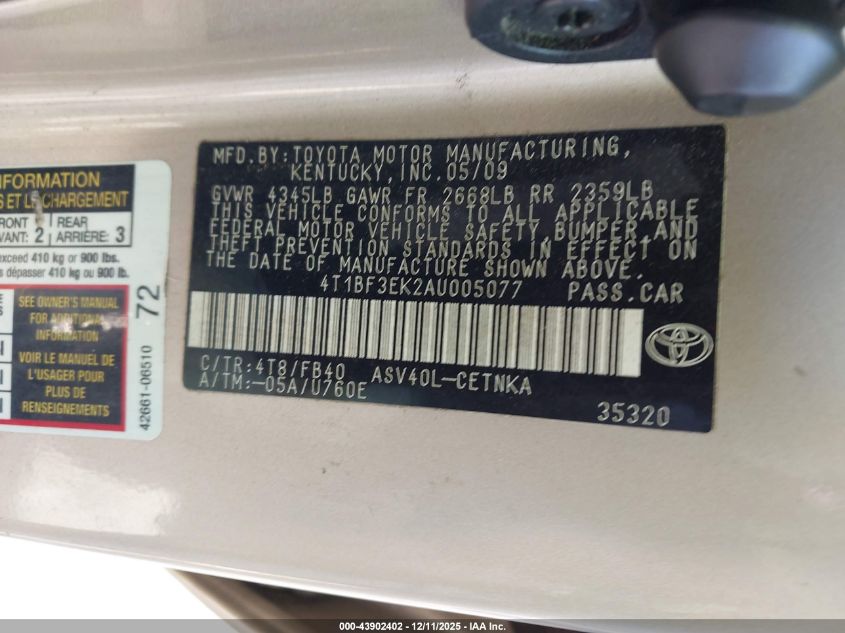 MFD.BY:TOYOTA MOTOR MANUFACTURING,
KENTUCKY,INC.05/09
GVWR 4345LB GAWR FR 2668LB RR 2359LB
THIS VEHICLE CONFORMS TO ALL APPLICABLE
FEDERAL MOTOR VEHICLE SAFETY,BUMPER,AND
THEFT PREVENTION STANDARDS IN EFFECT ON
THE DATE OF MANUFACTURE SHOWN ABOVE.
4T1BF3EK2AU005077 PASS.CAR
C/TR:4T8/FB40 ASV40L-CETNKA
A/TM:-05A/U760E
35320
INFORMATION
ET LE CHARGEMENT
2 REAR
ARRIÈRE: 3
exceed 410 kg or 900 lbs.
dépasser 410 kg ou 900 lb.
SEE OWNER'S MANUAL
FOR ADDITIONAL
INFORMATION
VOIR LE MANUEL
DE L'USAGER POUR
PLUS DE
RENSEIGNEMENTS
42661-06510 72
000-43902402 - 12/11/2025 - IAA Inc.